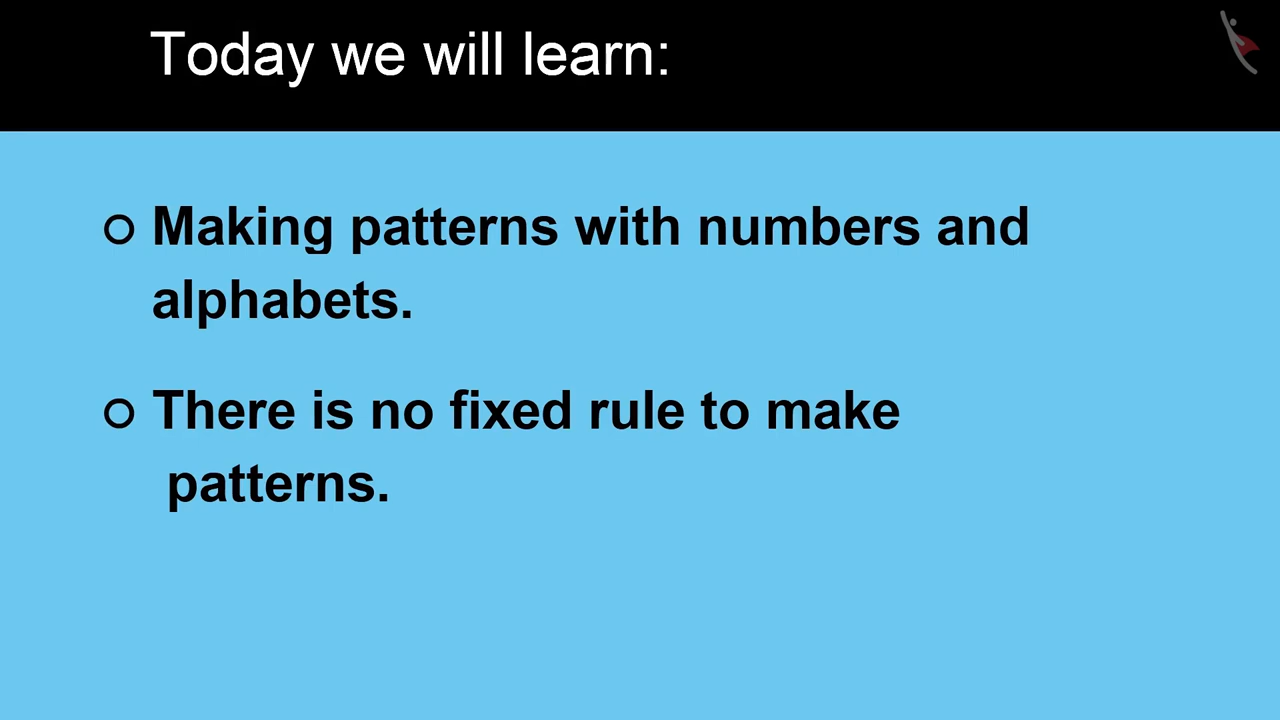 Today we will learn:
Making patterns with numbers and
alphabets.
There is no fixed rule to make
patterns.